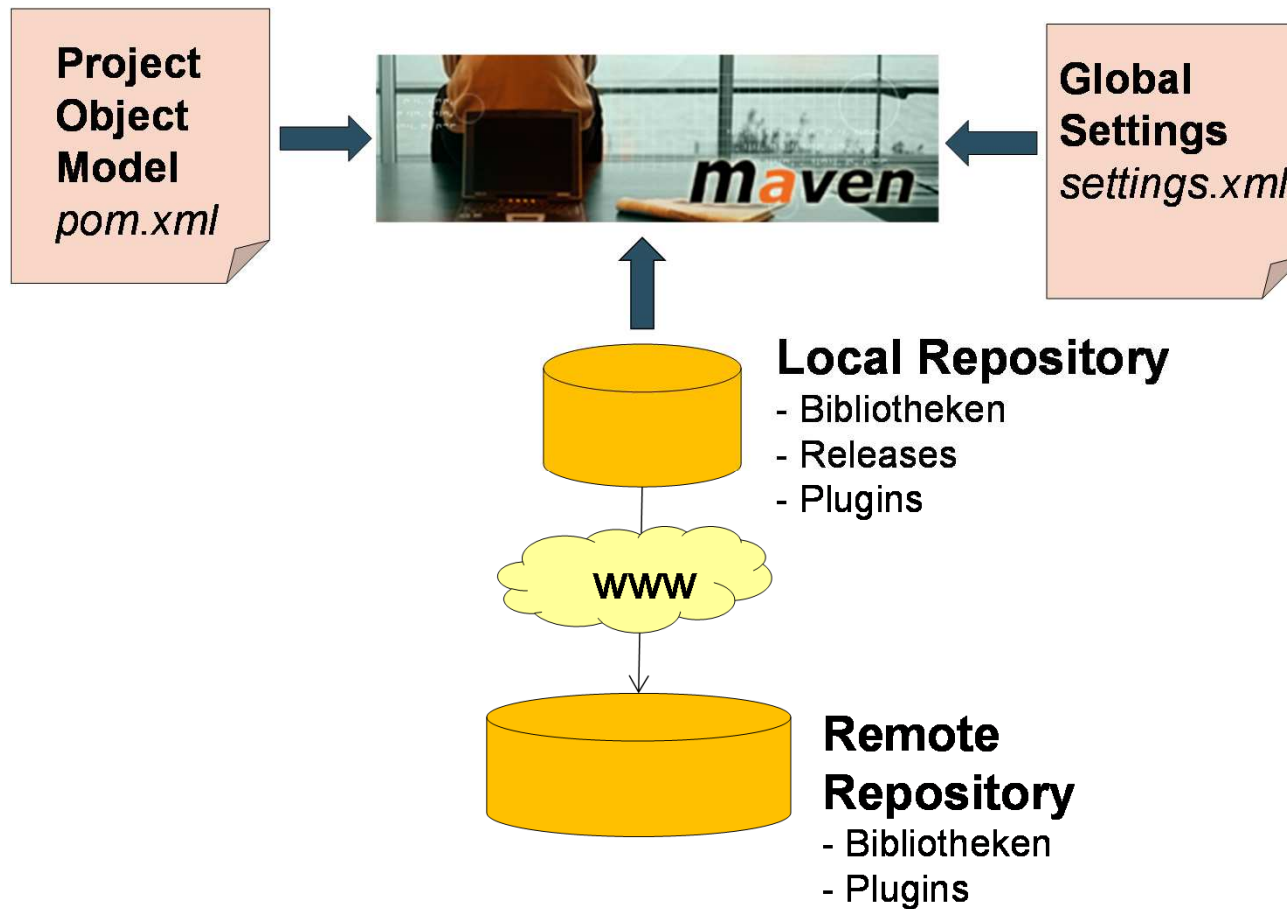 Project
Object
Model
pom.xml
maven
Global
Settings
settings.xml
Local Repository
- Bibliotheken
- Releases
- Plugins
www
Remote
Repository
- Bibliotheken
- Plugins